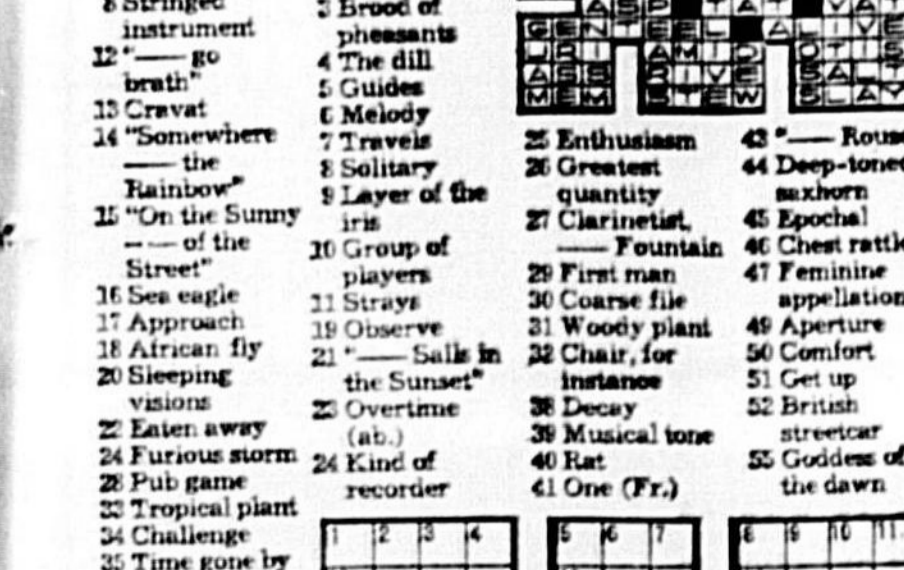 8 Stringed
instrument
12 "—— go
brath"
13 Cravat
14 "Somewhere
—— the
Rainbow"
15 "On the Sunny
—— of the
Street"
16 Sea eagle
17 Approach
18 African fly
20 Sleeping
visions
22 Eaten away
24 Furious storm
28 Pub game
33 Tropical plant
34 Challenge
35 Time gone by
3 Brood of
pheasants
4 The dill
5 Guides
6 Melody
7 Travels
8 Solitary
9 Layer of the
iris
10 Group of
players
11 Strays
19 Observe
21 "—— Sails in
the Sunset"
23 Overtime
(ab.)
24 Kind of
recorder
ASP TAT VAT
GENTEEL ALIVE
URI AMID OTIS
ASS RIVE SALT
MEM STEW SLAY
25 Enthusiasm
26 Greatest
quantity
27 Clarinetist,
—— Fountain
29 First man
30 Coarse file
31 Woody plant
32 Chair, for
instance
38 Decay
39 Musical tone
40 Rat
41 One (Fr.)
43 "—— Rous
44 Deep-toned
saxhorn
45 Epochal
46 Chest rattl
47 Feminine
appellation
49 Aperture
50 Comfort
51 Get up
52 British
streetcar
55 Goddess of
the dawn
1 2 3 4 5 6 7 8 9 10 11